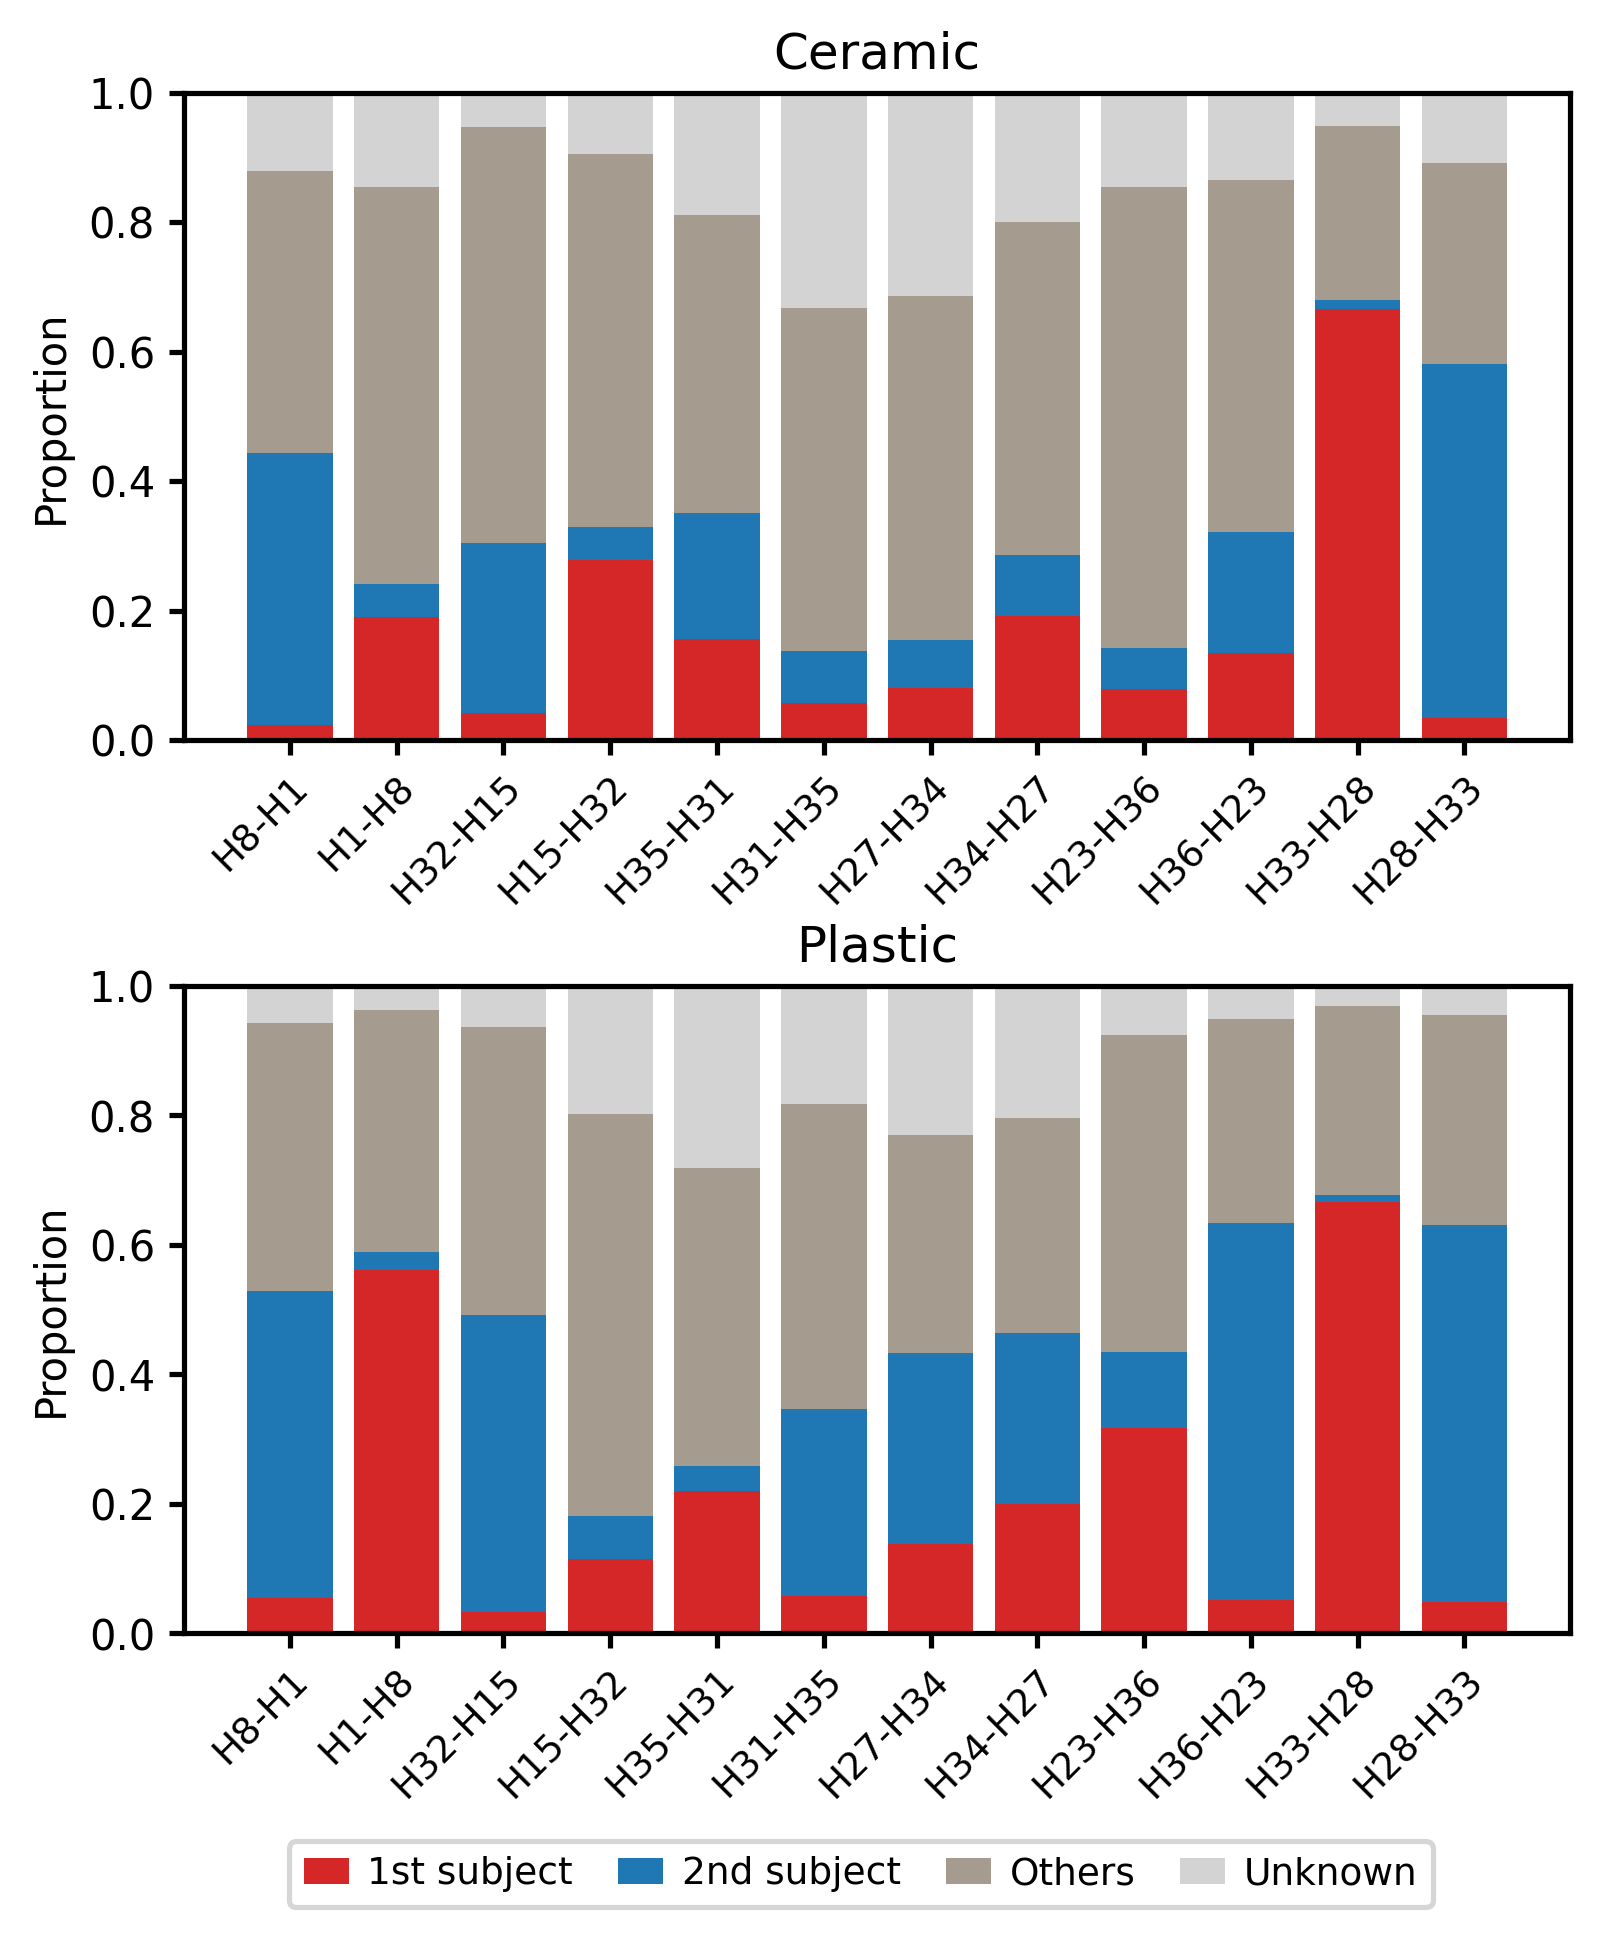 Ceramic
Proportion
1.0
0.8
0.6
0.4
0.2
0.0
H8-H1
H1-H8
H32-H15
H15-H32
H35-H31
H31-H35
H27-H34
H34-H27
H23-H36
H36-H23
H33-H28
H28-H33
Plastic
Proportion
1.0
0.8
0.6
0.4
0.2
0.0
H8-H1
H1-H8
H32-H15
H15-H32
H35-H31
H31-H35
H27-H34
H34-H27
H23-H36
H36-H23
H33-H28
H28-H33
1st subject 2nd subject Others Unknown